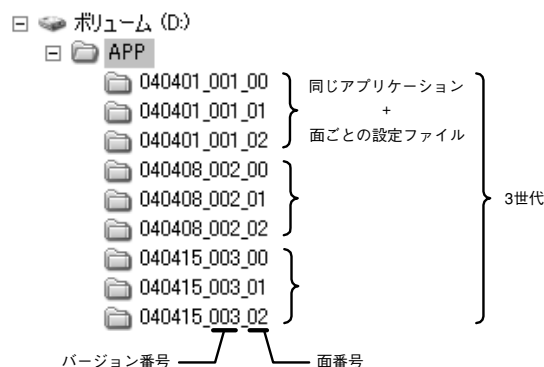 ボリューム (D:)
APP
040401_001_00
040401_001_01
040401_001_02
同じアプリケーション
+
面ごとの設定ファイル
040408_002_00
040408_002_01
040408_002_02
3世代
040415_003_00
040415_003_01
040415_003_02
バージョン番号
面番号